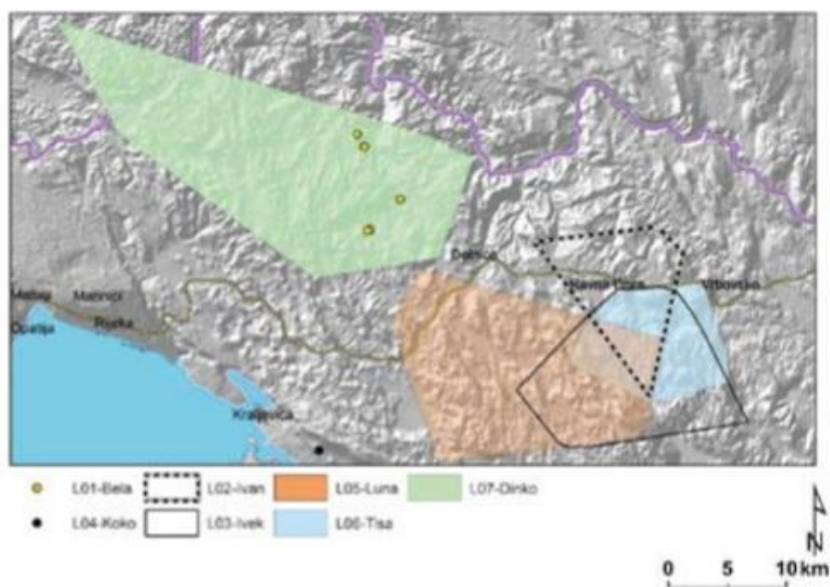 Delnice
Ravna Gora
Vrbovsko
Matulji
Opatija
Rijeka
Kraljevica
L01-Bela
L02-Ivan
L05-Luna
L07-Dinko
L04-Koko
L03-Ivek
L06-Tisa
N
0 5 10 km